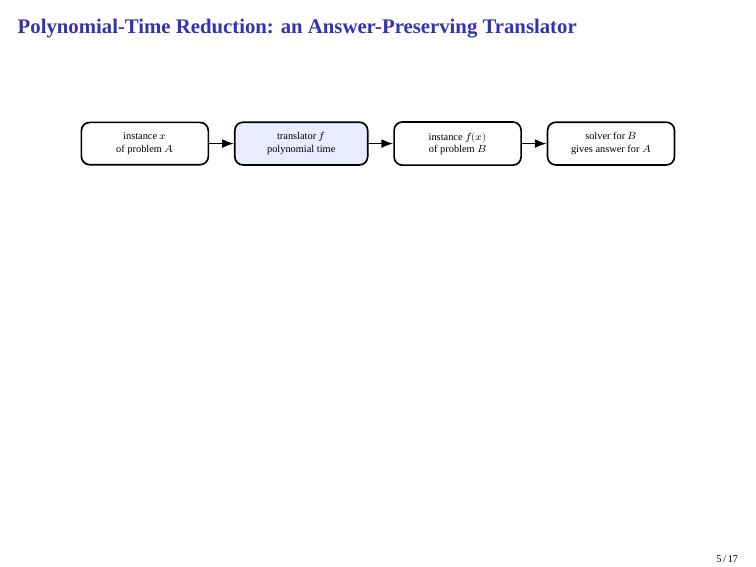 Polynomial-Time Reduction: an Answer-Preserving Translator
instance x
of problem A
translator f
polynomial time
instance f(x)
of problem B
solver for B
gives answer for A
5 / 17